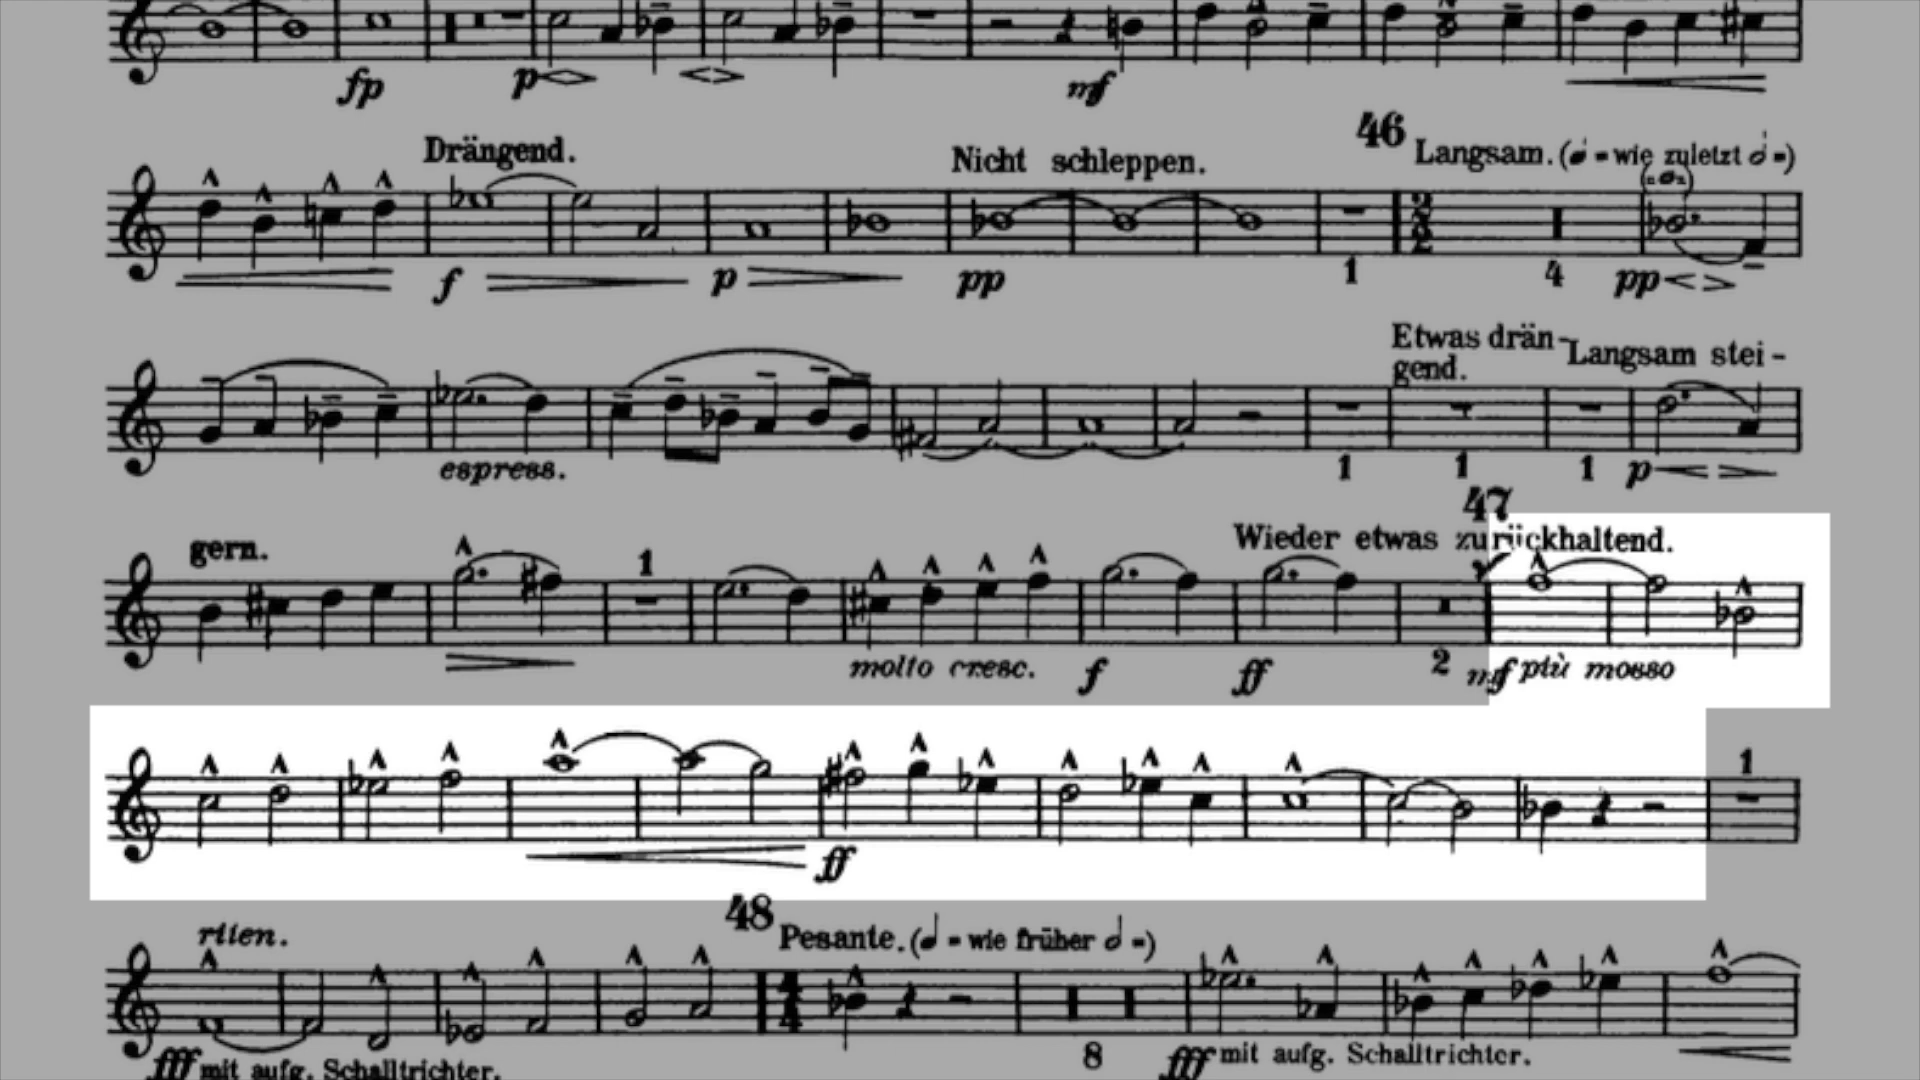 fp p mf
Drängend. Nicht schleppen. 46 Langsam. (♩ = wie zuletzt 𝅗𝅥 =)
f p pp 1 4 pp
Etwas drän- Langsam stei-
gend.
espress. 1 1 1 p
47
gern. 1 Wieder etwas zurückhaltend.
molto cresc. f ff 2 mf più mosso
1
ff
48
riten. Pesante. (♩ = wie früher 𝅗𝅥 =)
fff mit aufg. Schalltrichter. 8 fff mit aufg. Schalltrichter.